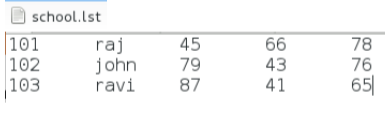 school.lst
101 raj 45 66 78
102 john 79 43 76
103 ravi 87 41 65